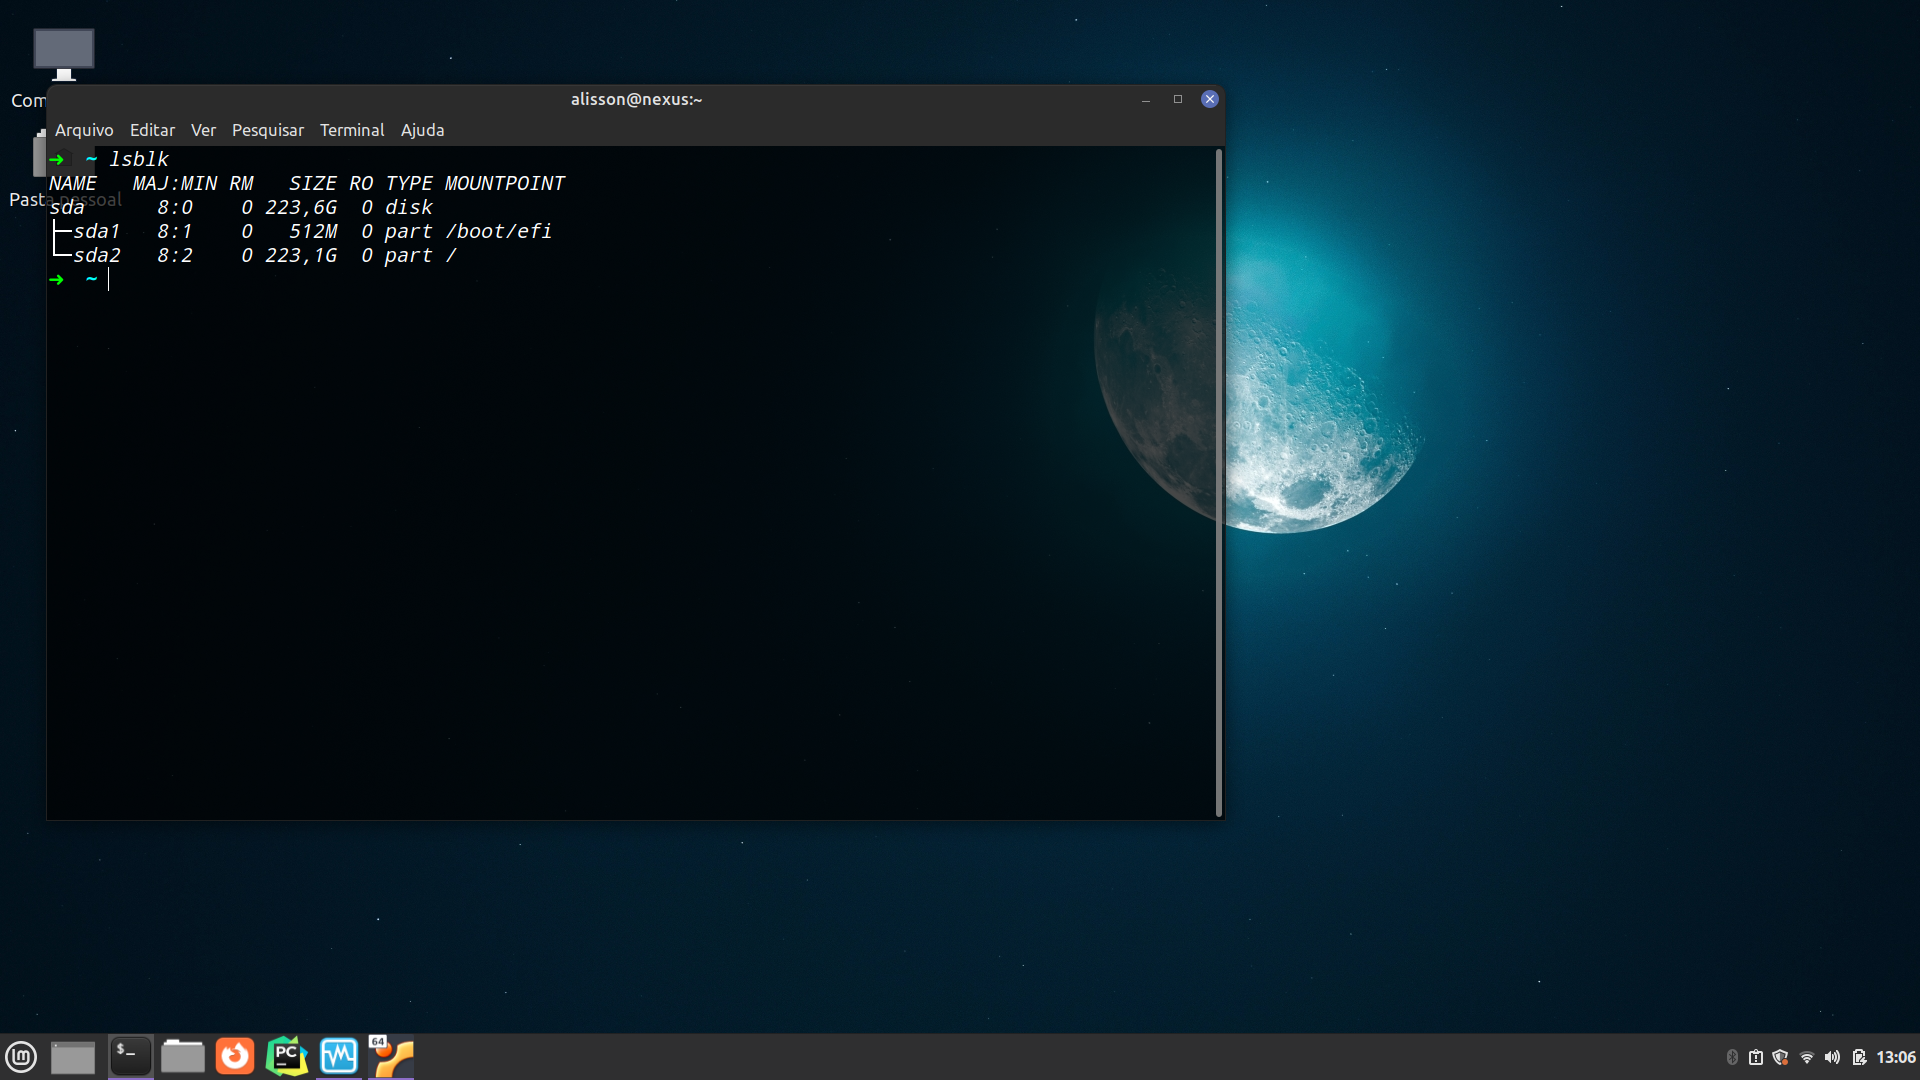 Com
Pasta pessoal
alisson@nexus:~
Arquivo Editar Ver Pesquisar Terminal Ajuda
➜ ~ lsblk
NAME   MAJ:MIN RM   SIZE RO TYPE MOUNTPOINT
sda      8:0    0 223,6G  0 disk
├─sda1   8:1    0   512M  0 part /boot/efi
└─sda2   8:2    0 223,1G  0 part /
➜ ~
lm
$_
PC
64
13:06